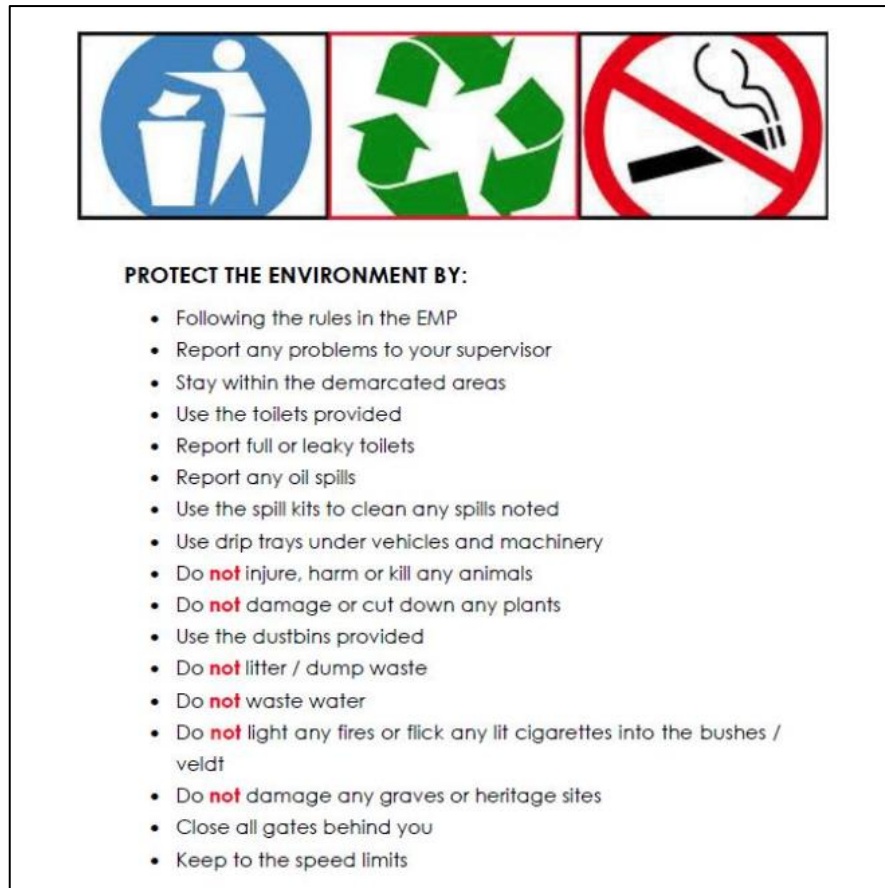 PROTECT THE ENVIRONMENT BY:
• Following the rules in the EMP
• Report any problems to your supervisor
• Stay within the demarcated areas
• Use the toilets provided
• Report full or leaky toilets
• Report any oil spills
• Use the spill kits to clean any spills noted
• Use drip trays under vehicles and machinery
• Do not injure, harm or kill any animals
• Do not damage or cut down any plants
• Use the dustbins provided
• Do not litter / dump waste
• Do not waste water
• Do not light any fires or flick any lit cigarettes into the bushes /
veldt
• Do not damage any graves or heritage sites
• Close all gates behind you
• Keep to the speed limits